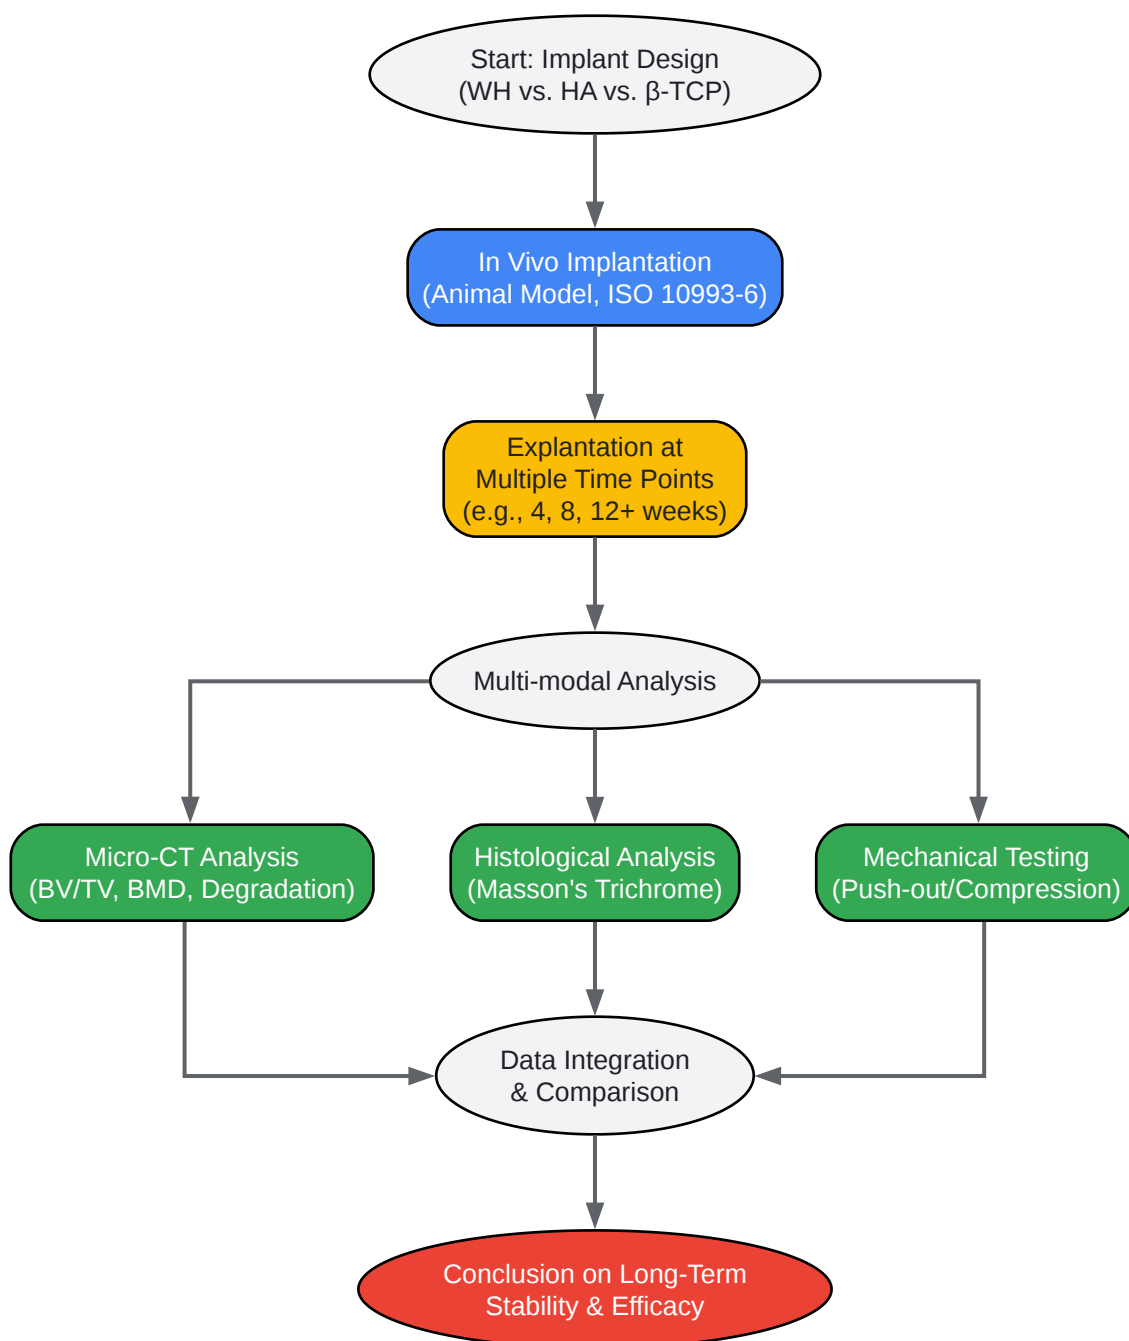 Start: Implant Design
(WH vs. HA vs. β-TCP)
In Vivo Implantation
(Animal Model, ISO 10993-6)
Explantation at
Multiple Time Points
(e.g., 4, 8, 12+ weeks)
Multi-modal Analysis
Micro-CT Analysis
(BV/TV, BMD, Degradation)
Histological Analysis
(Masson's Trichrome)
Mechanical Testing
(Push-out/Compression)
Data Integration
& Comparison
Conclusion on Long-Term
Stability & Efficacy